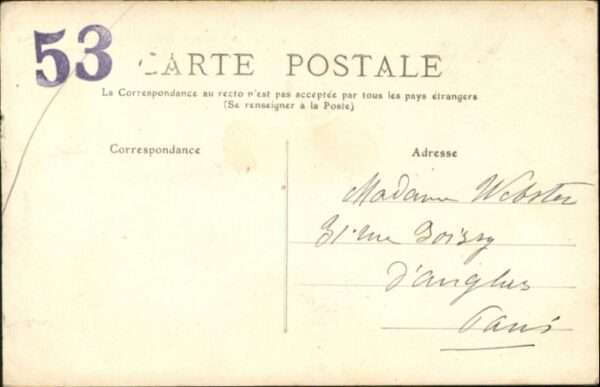 53
CARTE POSTALE
La Correspondance au recto n'est pas acceptée par tous les pays étrangers
(Se renseigner à la Poste)
Correspondance
Adresse
Madame Webster
31 rue Boissy
d'anglas
Paris